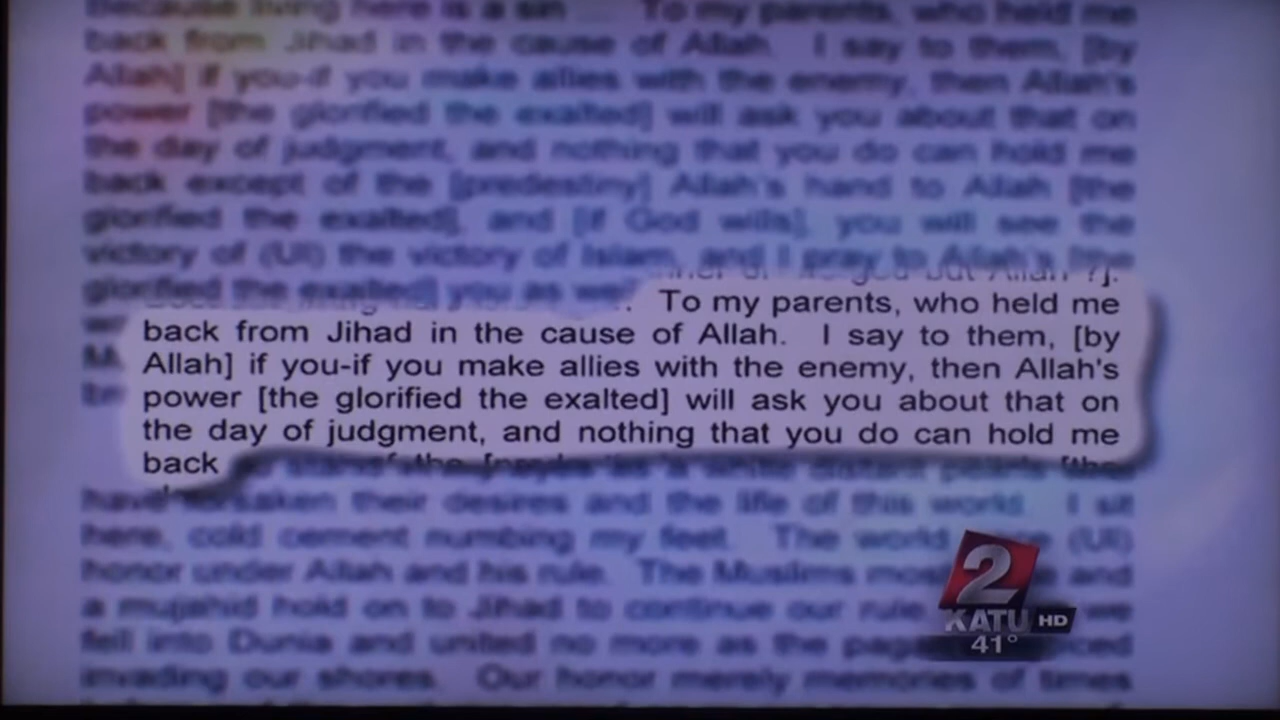 Because living here is a sin To my parents, who held me
back from Jihad in the cause of Allah. I say to them, [by
Allah] if you-if you make allies with the enemy, then Allah's
power [the glorified the exalted] will ask you about that on
the day of judgment, and nothing that you do can hold me
back except of the [predestiny] Allah's hand to Allah [the
glorified the exalted], and [if God wills], you will see the
victory of (UI) the victory of Islam, and I pray to Allah's [the
glorified the exalted] you as
To my parents, who held me
back from Jihad in the cause of Allah. I say to them, [by
Allah] if you-if you make allies with the enemy, then Allah's
power [the glorified the exalted] will ask you about that on
the day of judgment, and nothing that you do can hold me
back
have forsaken their desires and the life of this world. I sit
here, cold cement numbing my feet. The world (UI)
honor under Allah and his rule. The Muslims and
a mujahid hold on to Jihad to continue our rule we
fell into Dunia and united no more as the
invading our shores. Our honor merely memories of times
2
KATU HD
41°